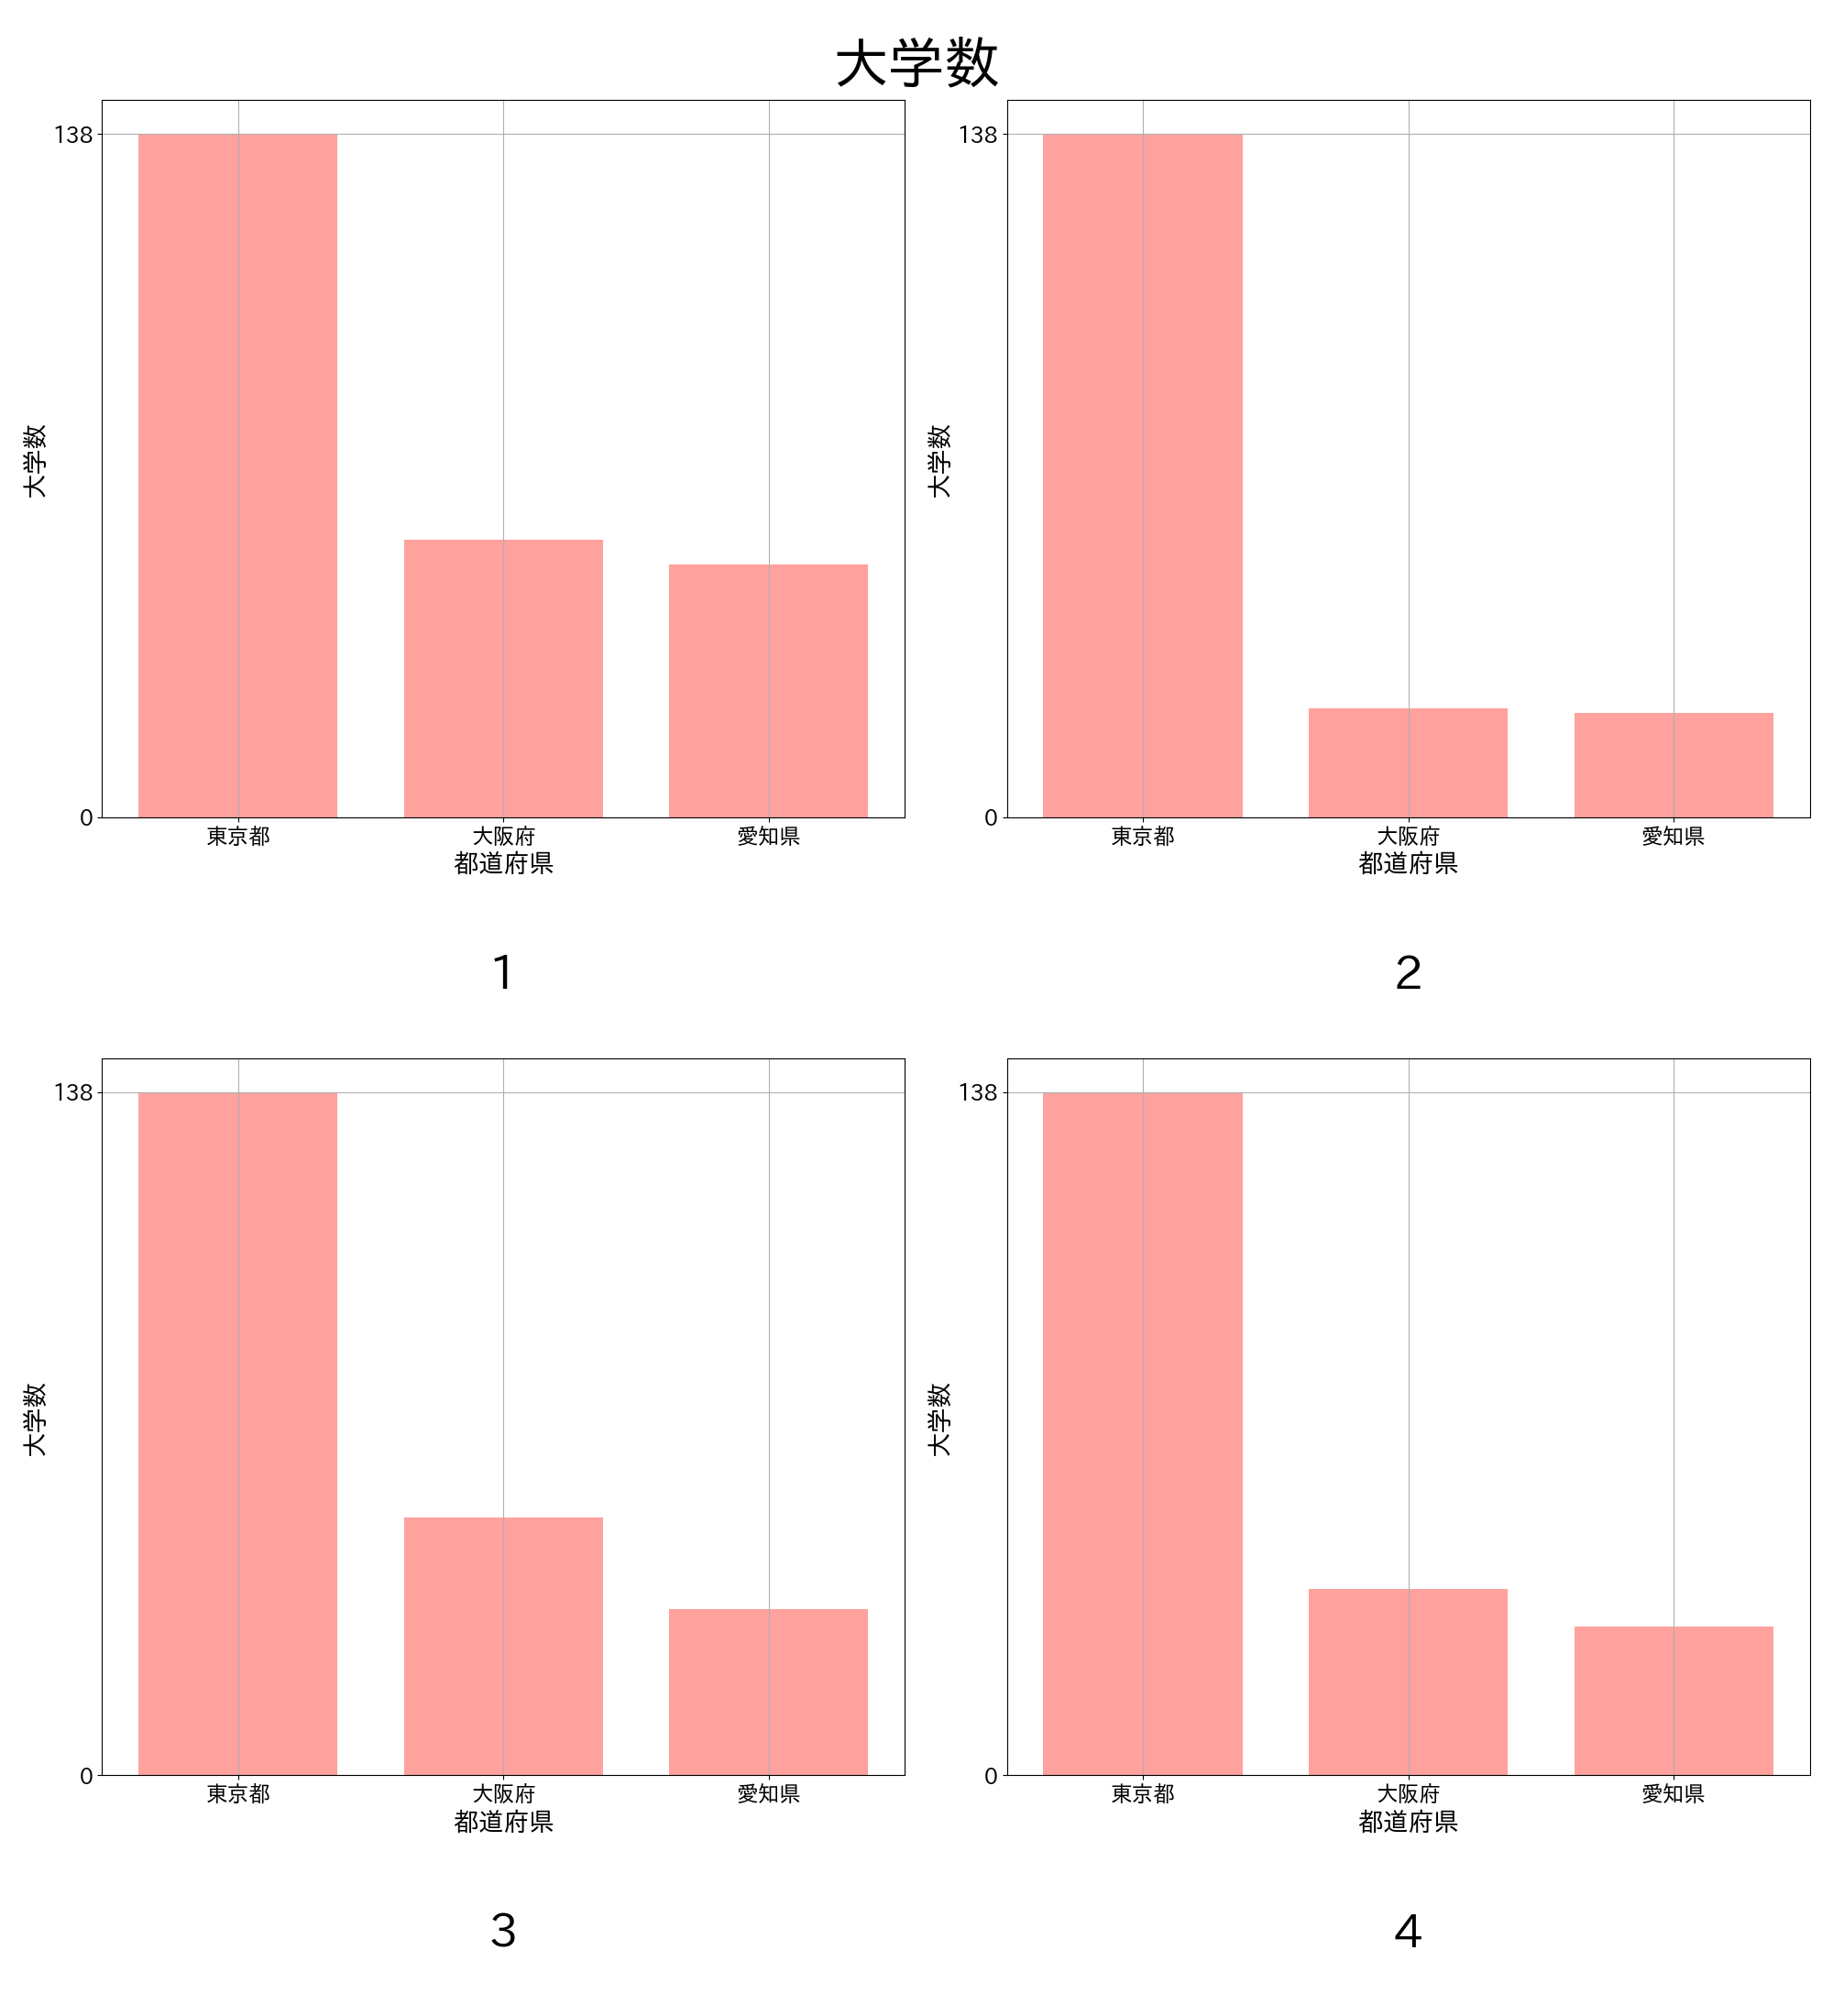 大学数
138
0
大学数
東京都 大阪府 愛知県
都道府県
1
138
0
大学数
東京都 大阪府 愛知県
都道府県
2
138
0
大学数
東京都 大阪府 愛知県
都道府県
3
138
0
大学数
東京都 大阪府 愛知県
都道府県
4